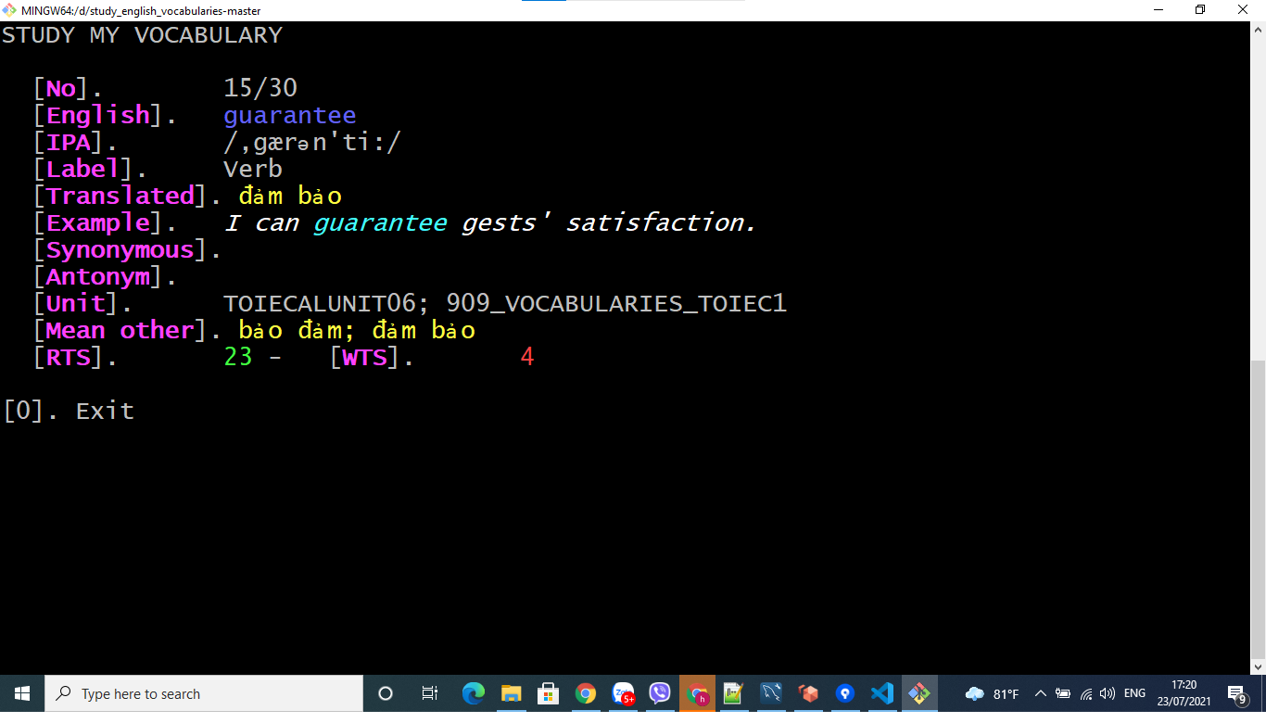 MINGW64:/d/study_english_vocabularies-master
STUDY MY VOCABULARY
[No]. 15/30
[English]. guarantee
[IPA]. /,gærən'ti:/
[Label]. Verb
[Translated]. đảm bảo
[Example]. I can guarantee gests' satisfaction.
[Synonymous].
[Antonym].
[Unit]. TOIECALUNIT06; 909_VOCABULARIES_TOIEC1
[Mean other]. bảo đảm; đảm bảo
[RTS]. 23 - [WTS]. 4
[0]. Exit
Type here to search
81°F
ENG
17:20
23/07/2021
9
5+